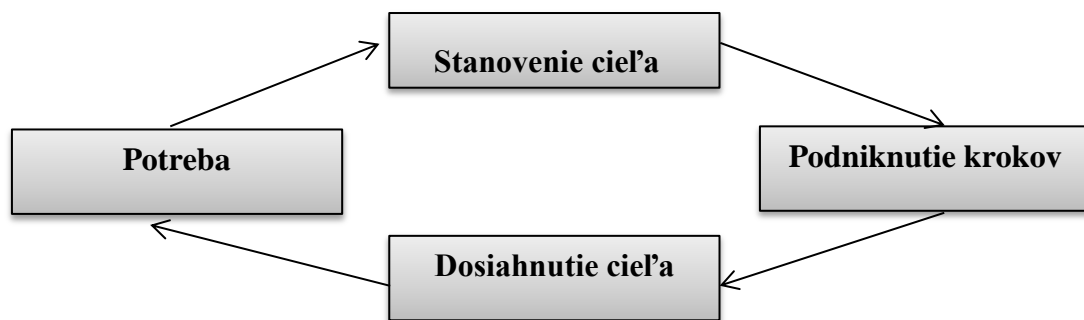 Stanovenie cieľa
Potreba
Podniknutie krokov
Dosiahnutie cieľa